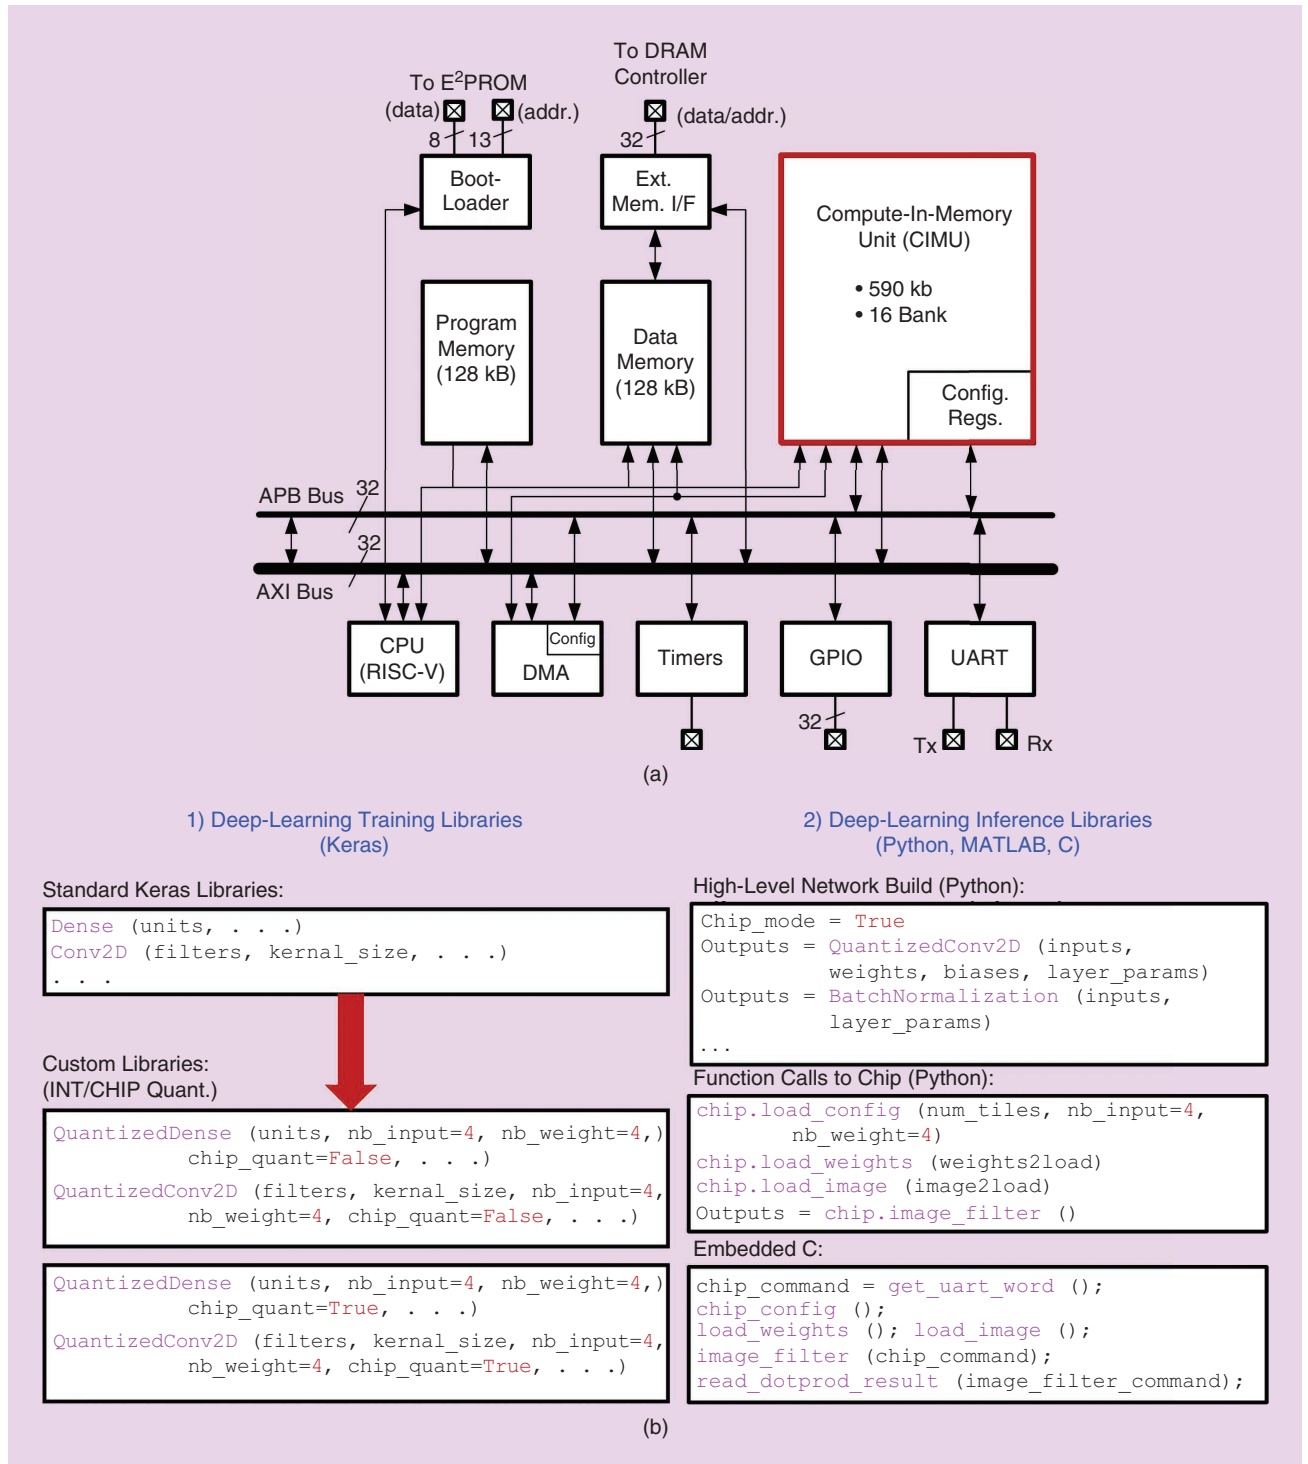 To DRAM
Controller
To E²PROM
(data)
(addr.)
(data/addr.)
8
13
32
Boot-
Loader
Ext.
Mem. I/F
Compute-In-Memory
Unit (CIMU)
• 590 kb
• 16 Bank
Program
Memory
(128 kB)
Data
Memory
(128 kB)
Config.
Regs.
APB Bus
32
32
AXI Bus
CPU
(RISC-V)
Config
DMA
Timers
GPIO
UART
32
Tx
Rx
(a)
1) Deep-Learning Training Libraries
(Keras)
Standard Keras Libraries:
Dense (units, . . .)
Conv2D (filters, kernal_size, . . .)
. . .
Custom Libraries:
(INT/CHIP Quant.)
QuantizedDense (units, nb_input=4, nb_weight=4,)
chip_quant=False, . . .)
QuantizedConv2D (filters, kernal_size, nb_input=4,
nb_weight=4, chip_quant=False, . . .)
QuantizedDense (units, nb_input=4, nb_weight=4,)
chip_quant=True, . . .)
QuantizedConv2D (filters, kernal_size, nb_input=4,
nb_weight=4, chip_quant=True, . . .)
2) Deep-Learning Inference Libraries
(Python, MATLAB, C)
High-Level Network Build (Python):
Chip_mode = True
Outputs = QuantizedConv2D (inputs,
weights, biases, layer_params)
Outputs = BatchNormalization (inputs,
layer_params)
...
Function Calls to Chip (Python):
chip.load_config (num_tiles, nb_input=4,
nb_weight=4)
chip.load_weights (weights2load)
chip.load_image (image2load)
Outputs = chip.image_filter ()
Embedded C:
chip_command = get_uart_word ();
chip_config ();
load_weights (); load_image ();
image_filter (chip_command);
read_dotprod_result (image_filter_command);
(b)